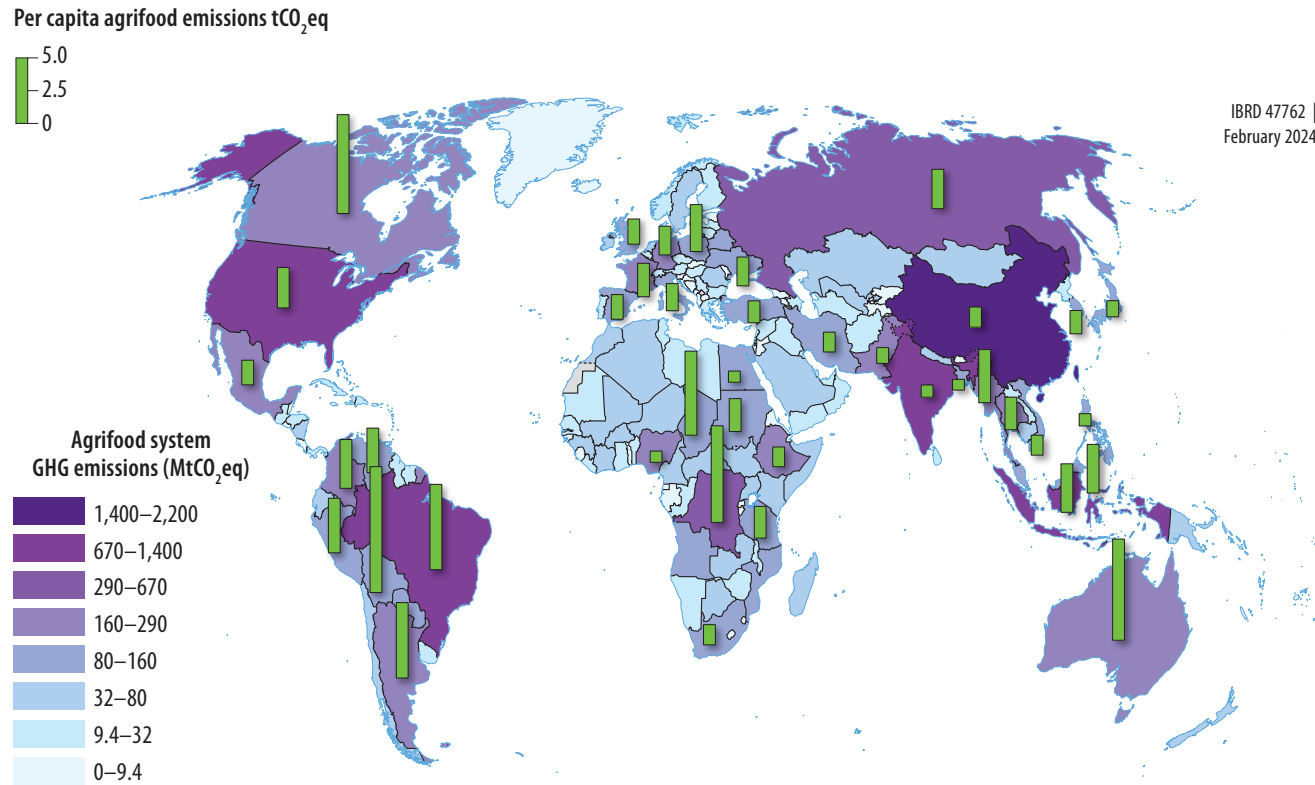 Per capita agrifood emissions tCO₂eq
5.0
2.5
0
IBRD 47762 |
February 2024
Agrifood system
GHG emissions (MtCO₂eq)
1,400–2,200
670–1,400
290–670
160–290
80–160
32–80
9.4–32
0–9.4